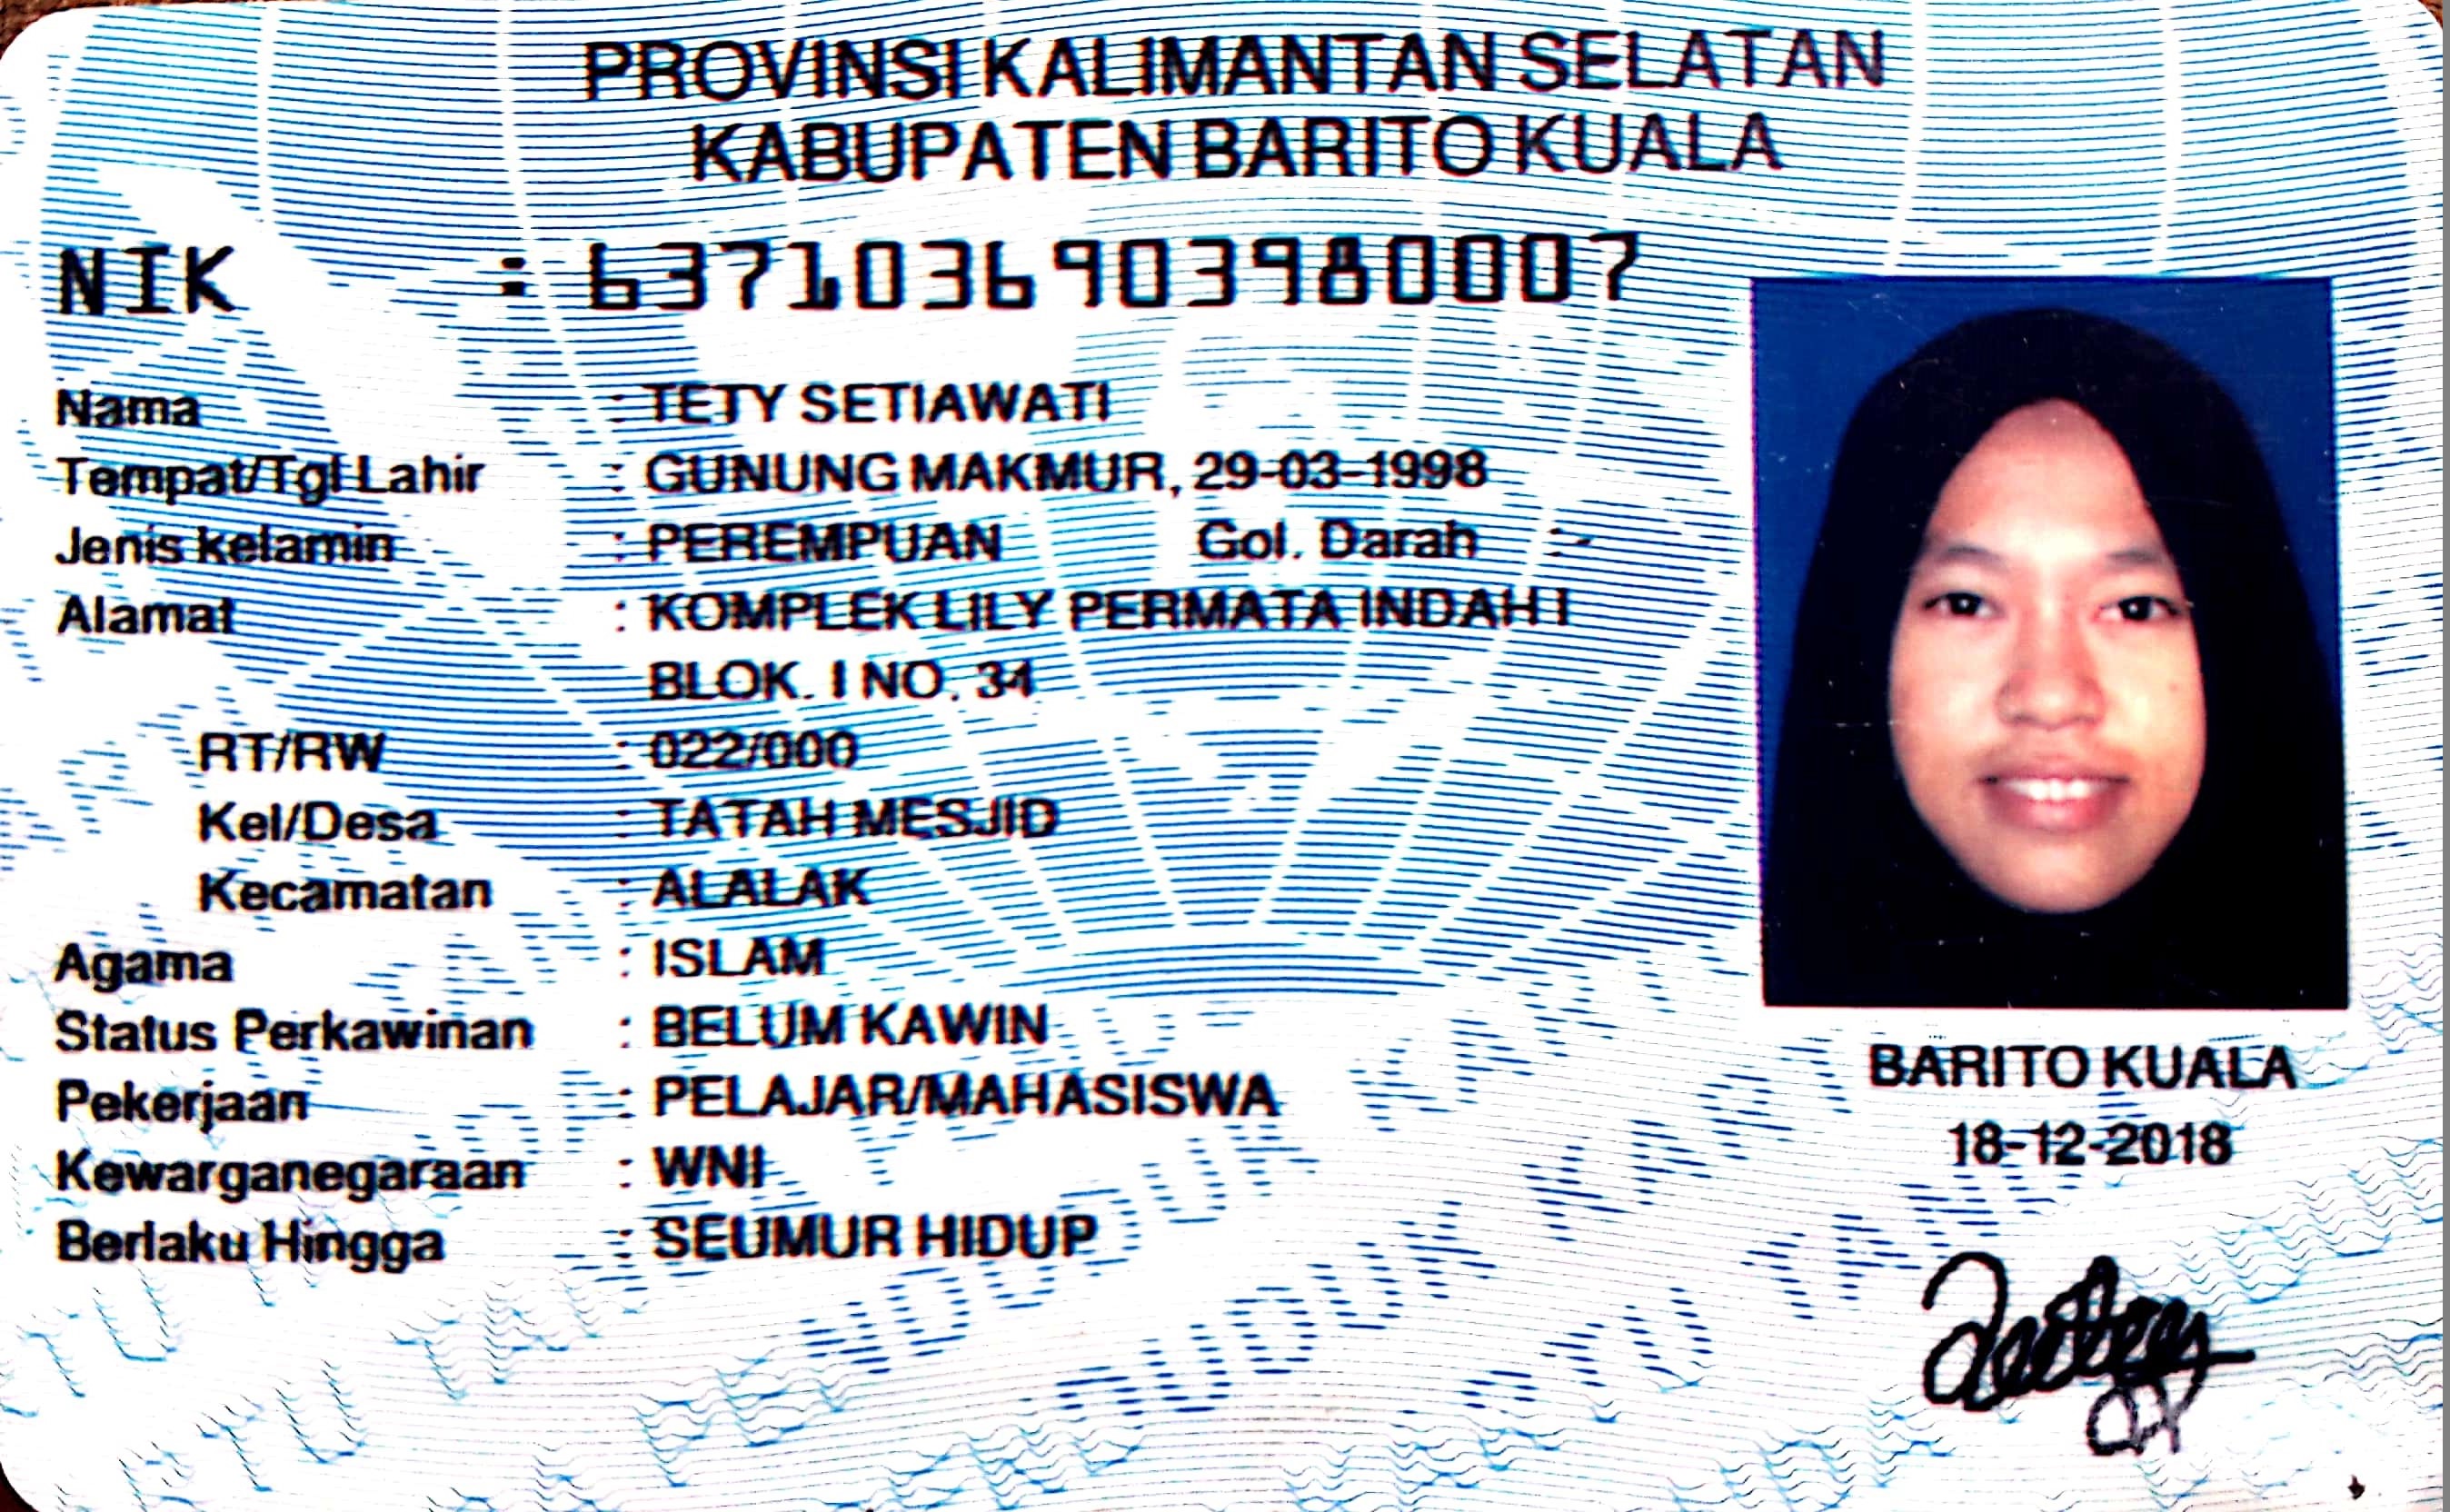 PROVINSI KALIMANTAN SELATAN
KABUPATEN BARITO KUALA
NIK : 6371036903980007
Nama : TETY SETIAWATI
Tempat/Tgl Lahir : GUNUNG MAKMUR, 29-03-1998
Jenis kelamin : PEREMPUAN Gol. Darah :-
Alamat : KOMPLEK LILY PERMATA INDAH I
BLOK. I NO. 34
RT/RW : 022/000
Kel/Desa : TATAH MESJID
Kecamatan : ALALAK
Agama : ISLAM
Status Perkawinan : BELUM KAWIN
Pekerjaan : PELAJAR/MAHASISWA
Kewarganegaraan : WNI
Berlaku Hingga : SEUMUR HIDUP
BARITO KUALA
18-12-2018